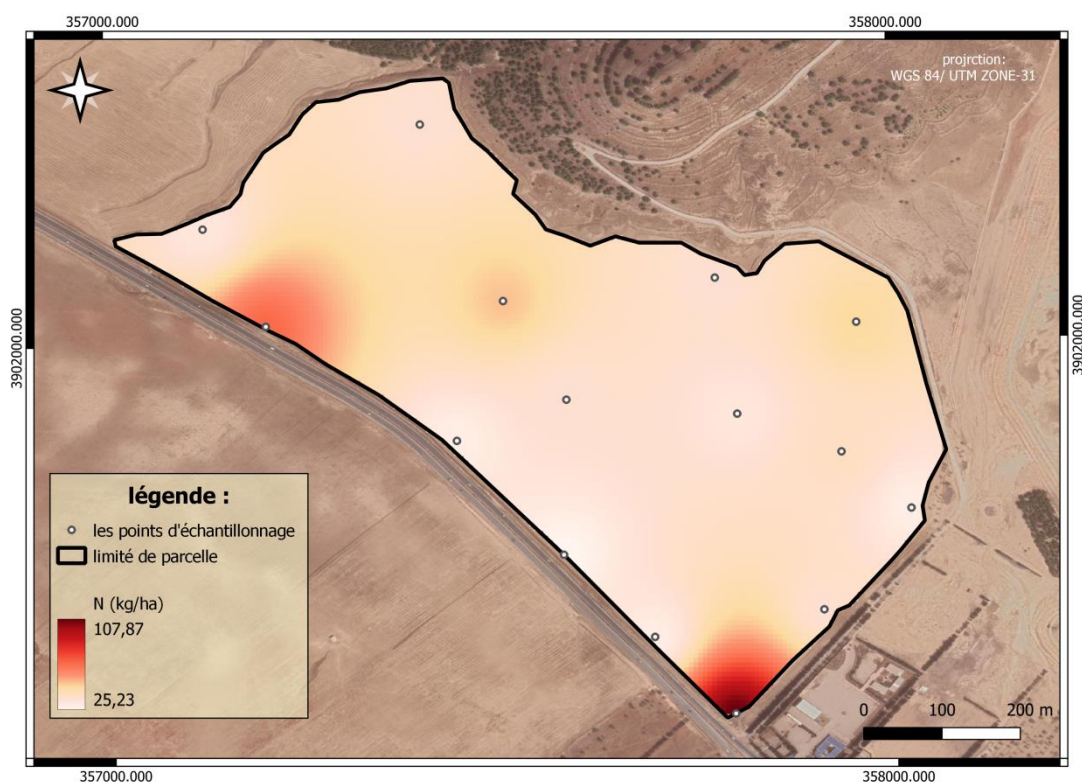 357000.000
358000.000
projrction:
WGS 84/ UTM ZONE-31
3902000.000
3902000.000
légende :
les points d'échantillonnage
limité de parcelle
N (kg/ha)
107,87
25,23
0 100 200 m
357000.000
358000.000